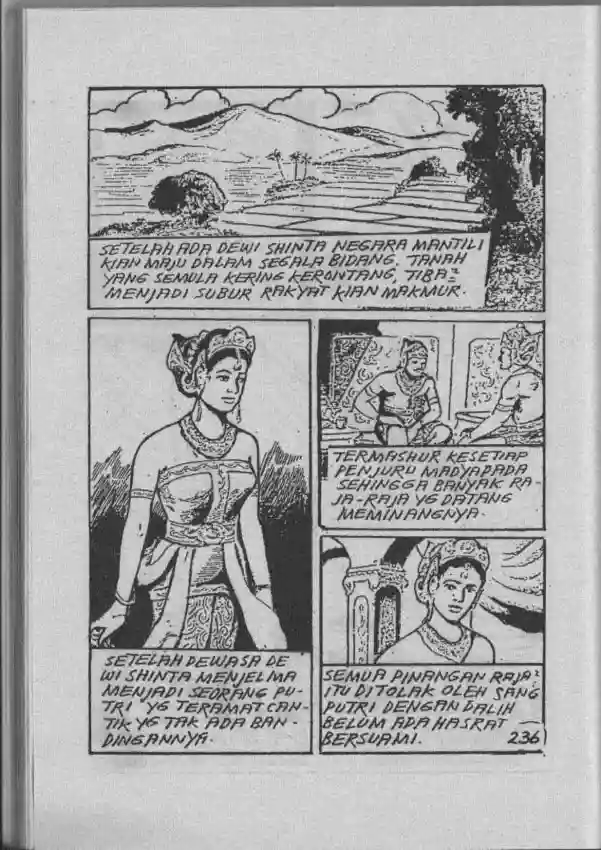 SETELAH ADA DEWI SHINTA NEGARA MANTILI
KIAN MAJU DALAM SEGALA BIDANG. TANAH
YANG SEMULA KERING KERONTANG, TIBA²
MENJADI SUBUR RAKYAT KIAN MAKMUR.
SETELAH DEWASA DE
WI SHINTA MENJELMA
MENJADI SEORANG PU-
TRI YG TERAMAT CAN-
TIK YG TAK ADA BAN-
DINGANNYA.
TERMASHUR KESETIAP
PENJURU MADYAPADA
SEHINGGA BANYAK RA-
JA-RAJA YG DATANG
MEMINANGNYA.
SEMUA PINANGAN RAJA²
ITU DITOLAK OLEH SANG
PUTRI DENGAN DALIH
BELUM ADA HASRAT
BERSUAMI.
236